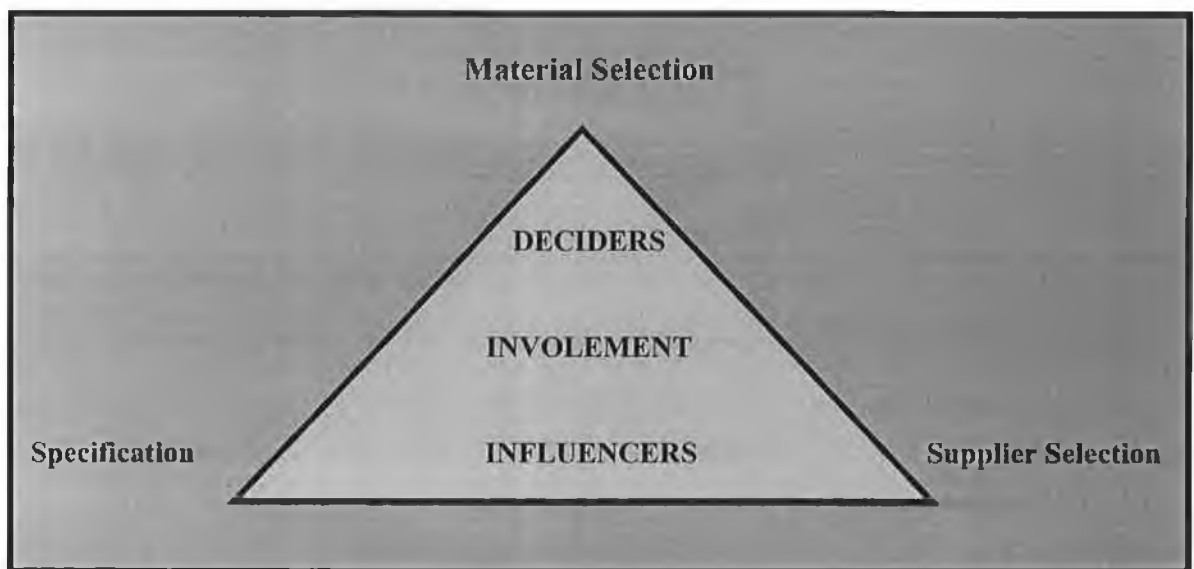 Material Selection
DECIDERS
INVOLEMENT
Specification
INFLUENCERS
Supplier Selection